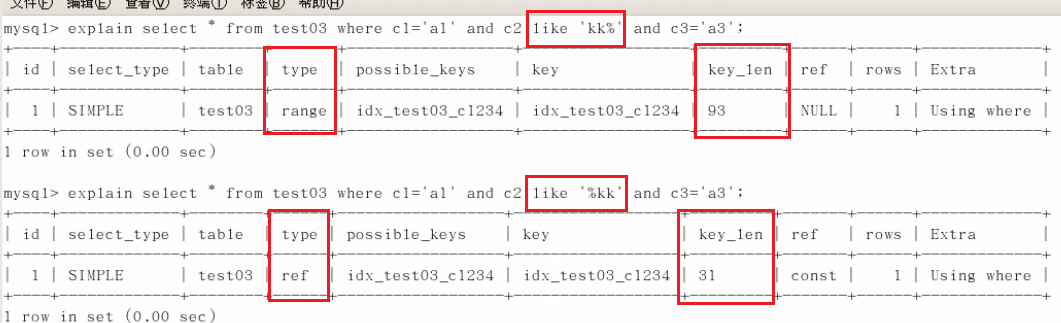 文件(F) 编辑(E) 查看(V) 终端(T) 标签(B) 帮助(H)
mysql> explain select * from test03 where c1='a1' and c2 like 'kk%' and c3='a3';
+----+-------------+--------+-------+------------------+------------------+---------+------+------+-------------+
| id | select_type | table | type | possible_keys | key | key_len | ref | rows | Extra |
+----+-------------+--------+-------+------------------+------------------+---------+------+------+-------------+
| 1 | SIMPLE | test03 | range | idx_test03_c1234 | idx_test03_c1234 | 93 | NULL | 1 | Using where |
+----+-------------+--------+-------+------------------+------------------+---------+------+------+-------------+
1 row in set (0.00 sec)
mysql> explain select * from test03 where c1='a1' and c2 like '%kk' and c3='a3';
+----+-------------+--------+------+------------------+------------------+---------+-------+------+-------------+
| id | select_type | table | type | possible_keys | key | key_len | ref | rows | Extra |
+----+-------------+--------+------+------------------+------------------+---------+-------+------+-------------+
| 1 | SIMPLE | test03 | ref | idx_test03_c1234 | idx_test03_c1234 | 31 | const | 1 | Using where |
+----+-------------+--------+------+------------------+------------------+---------+-------+------+-------------+
1 row in set (0.00 sec)